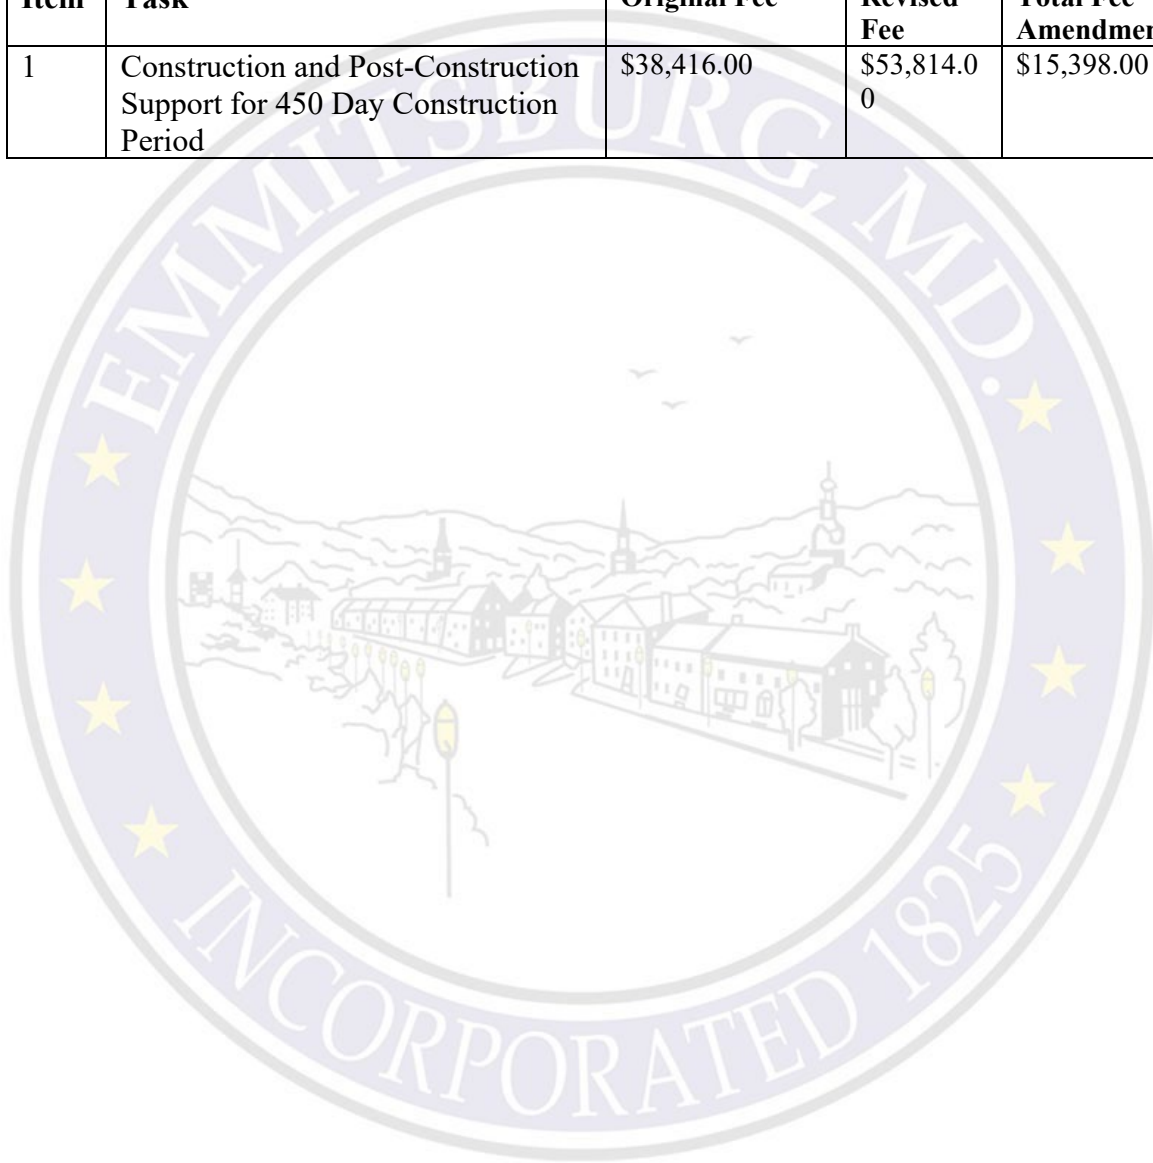 Item Task Original Fee Revised Total Fee
Fee Amendmen
1 Construction and Post-Construction $38,416.00 $53,814.0 $15,398.00
Support for 450 Day Construction 0
Period
EMMITSBURG, MD.
INCORPORATED 1825